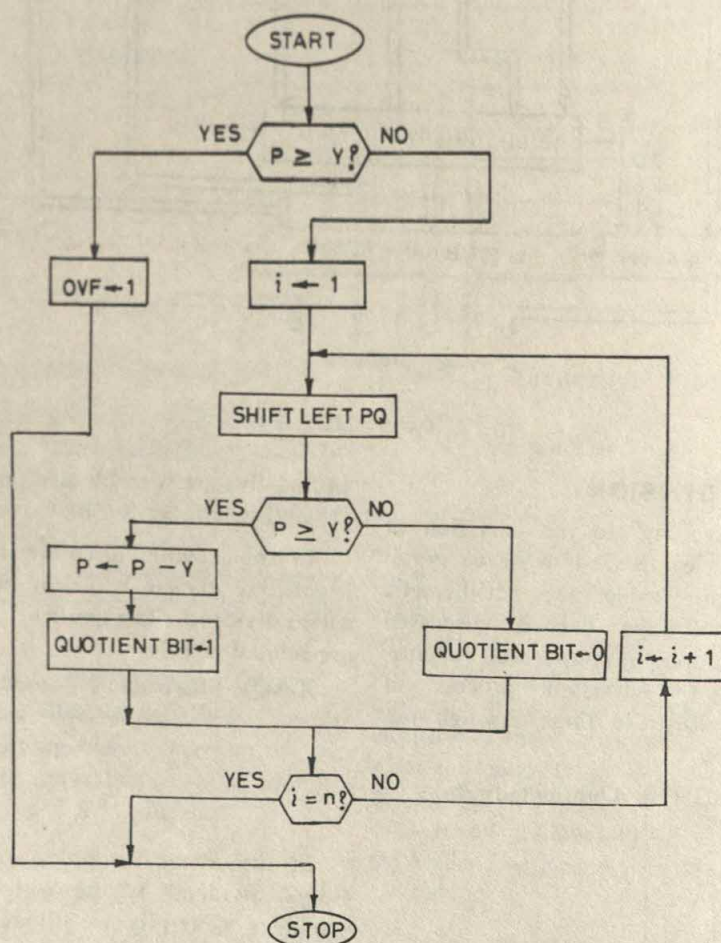 START
YES
NO
P ≥ Y?
OVF←1
i ← 1
SHIFT LEFT PQ
YES
NO
P ≥ Y?
P ← P - Y
QUOTIENT BIT←1
QUOTIENT BIT←0
i← i + 1
YES
NO
i = n?
STOP